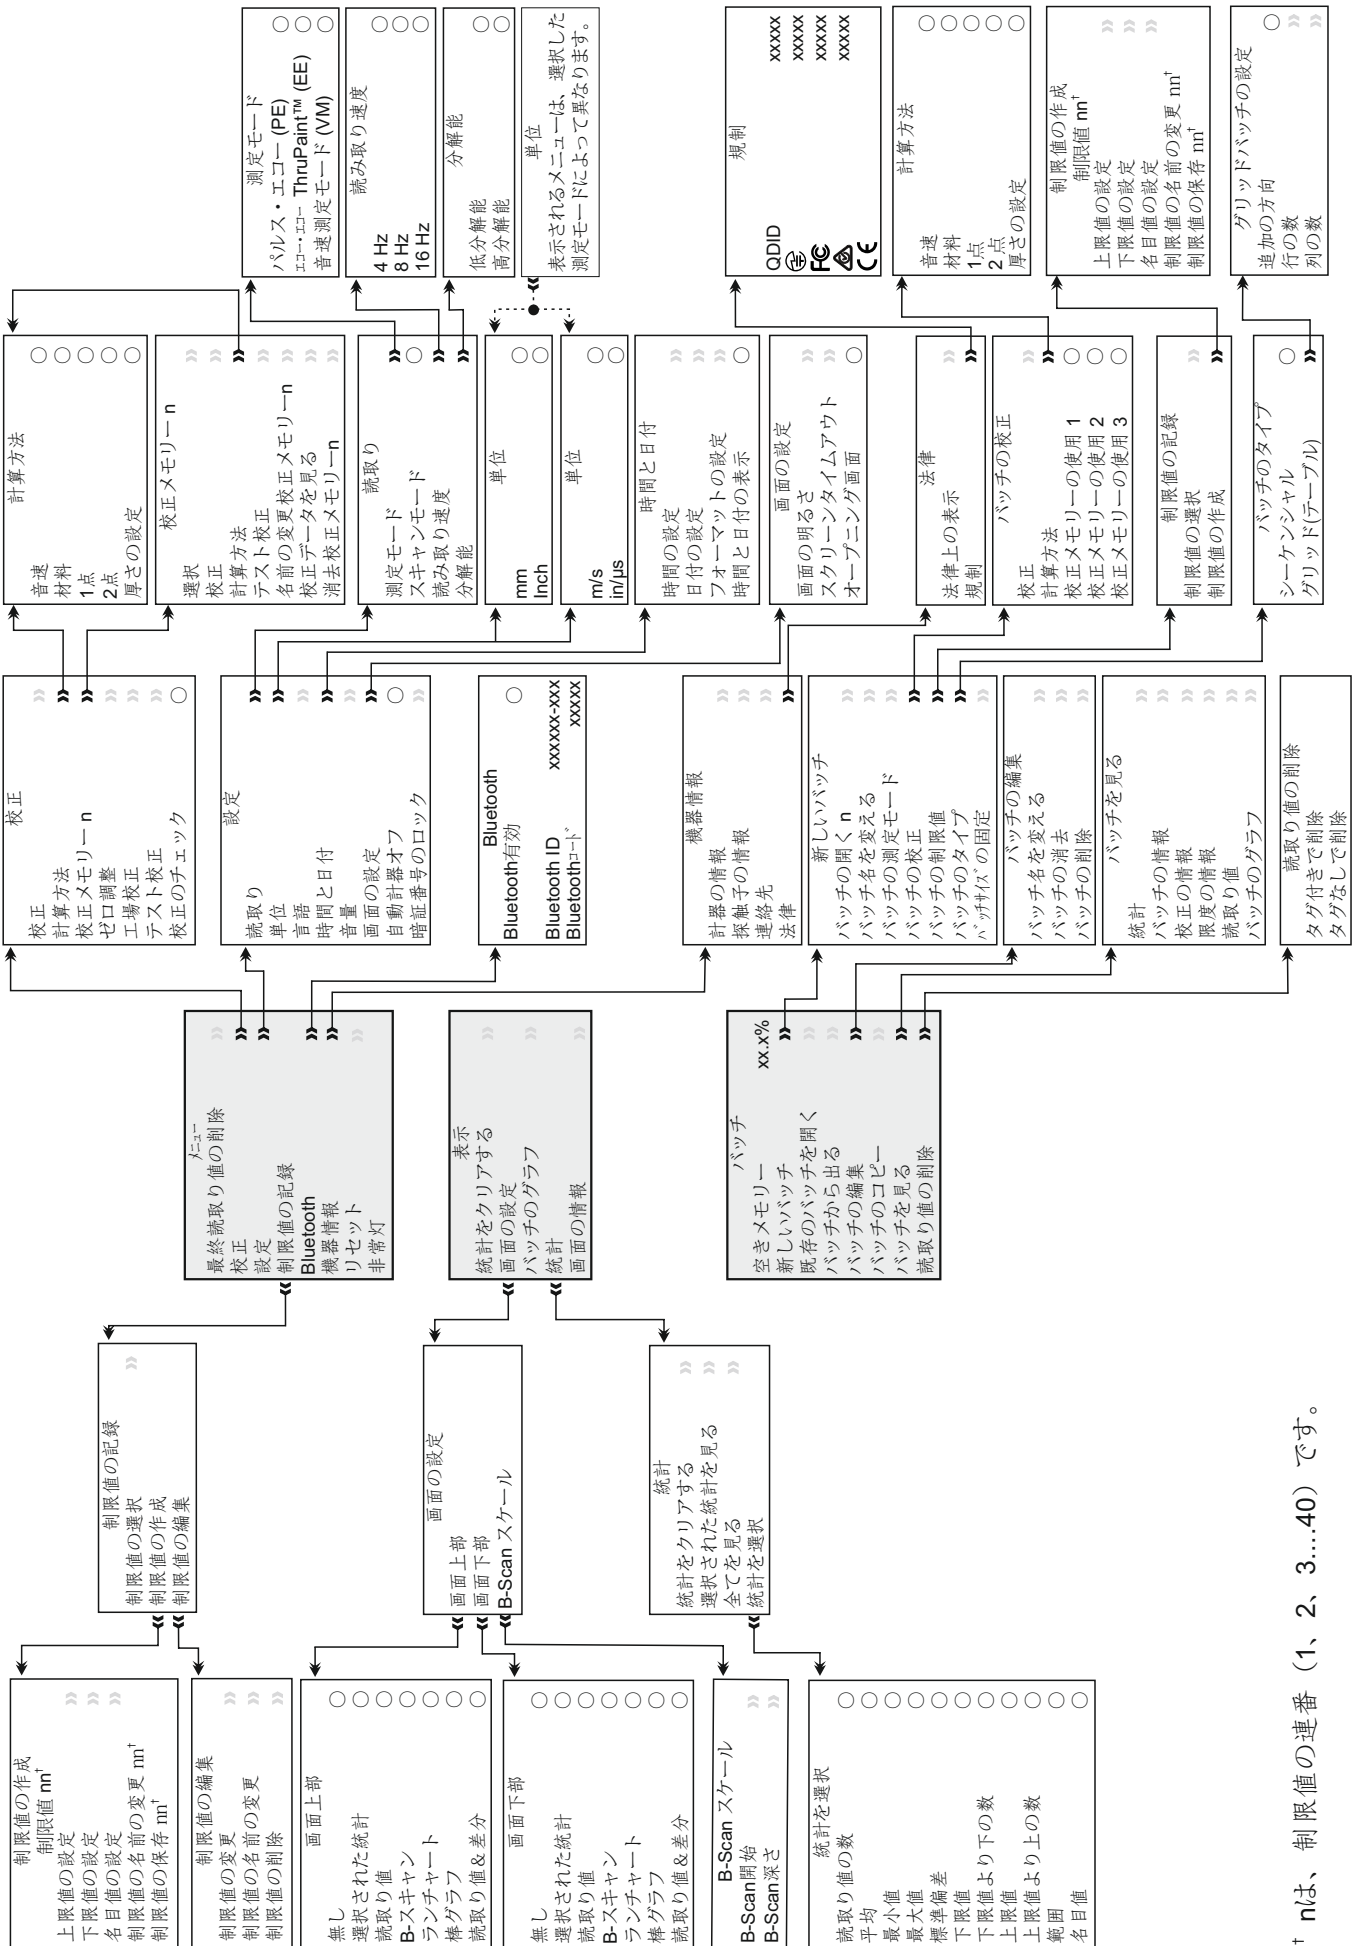 制限値の作成
制限値 nn†
上限値の設定
下限値の設定
名目値の設定
制限値の名前の変更 nn†
制限値の保存 nn†
制限値の編集
制限値の変更
制限値の名前の変更
制限値の削除
画面上部
無し
選択された統計
読取り値
B-スキャン
ランチャート
棒グラフ
読取り値&差分
画面下部
無し
選択された統計
読取り値
B-スキャン
ランチャート
棒グラフ
読取り値&差分
B-Scan スケール
B-Scan開始
B-Scan深さ
統計を選択
読取り値の数
平均
最小値
最大値
標準偏差
下限値
下限値より下の数
上限値
上限値より上の数
範囲
名目値
制限値の記録
制限値の選択
制限値の作成
制限値の編集
画面の設定
画面上部
画面下部
B-Scan スケール
統計
統計をクリアする
選択された統計を見る
全てを見る
統計を選択
メニュー
最終読取り値の削除
校正
設定
制限値の記録
Bluetooth
機器情報
リセット
非常灯
表示
統計をクリアする
画面の設定
バッチのグラフ
統計
画面の情報
バッチ
空きメモリー xx.x%
新しいバッチ
既存のバッチを開く
バッチから出る
バッチの編集
バッチのコピー
バッチを見る
読取り値の削除
校正
校正
計算方法
校正メモリー n
ゼロ調整
工場校正
テスト校正
校正のチェック
設定
読取り
単位
言語
時間と日付
音量
画面の設定
自動計器オフ
暗証番号のロック
Bluetooth
Bluetooth有効
Bluetooth ID xxxxxx-xxx
Bluetoothコード xxxxx
機器情報
計器の情報
探触子の情報
連絡先
法律
新しいバッチ
バッチの開く n
バッチ名を変える
バッチの測定モード
バッチの校正
バッチの制限値
バッチのタイプ
バッチサイズの固定
バッチの編集
バッチ名を変える
バッチの消去
バッチの削除
バッチを見る
統計
バッチの情報
校正の情報
限度の情報
読取り値
バッチのグラフ
読取り値の削除
タグ付きで削除
タグなしで削除
計算方法
音速
材料
1点
2点
厚さの設定
校正メモリー n
選択
校正
計算方法
テスト校正
名前の変更校正メモリーn
校正データを見る
消去校正メモリーn
読取り
測定モード
スキャンモード
読み取り速度
分解能
単位
mm
Inch
単位
m/s
in/µs
時間と日付
時間の設定
日付の設定
フォーマットの設定
時間と日付の表示
画面の設定
画面の明るさ
スクリーンタイムアウト
オープニング画面
法律
法律上の表示
規制
バッチの校正
校正
計算方法
校正メモリーの使用 1
校正メモリーの使用 2
校正メモリーの使用 3
制限値の記録
制限値の選択
制限値の作成
バッチのタイプ
シーケンシャル
グリッド(テーブル)
測定モード
パルス・エコー (PE)
エコー・エコー ThruPaint™ (EE)
音速測定モード (VM)
読み取り速度
4 Hz
8 Hz
16 Hz
分解能
低分解能
高分解能
単位
表示されるメニューは、選択した
測定モードによって異なります。
規制
QDID xxxxx
xxxxx
FC xxxxx
xxxxx
CE
計算方法
音速
材料
1点
2点
厚さの設定
制限値の作成
制限値 nn†
上限値の設定
下限値の設定
名目値の設定
制限値の名前の変更 nn†
制限値の保存 nn†
グリッドバッチの設定
追加の方向
行の数
列の数
† nは、制限値の連番（1、2、3....40）です。